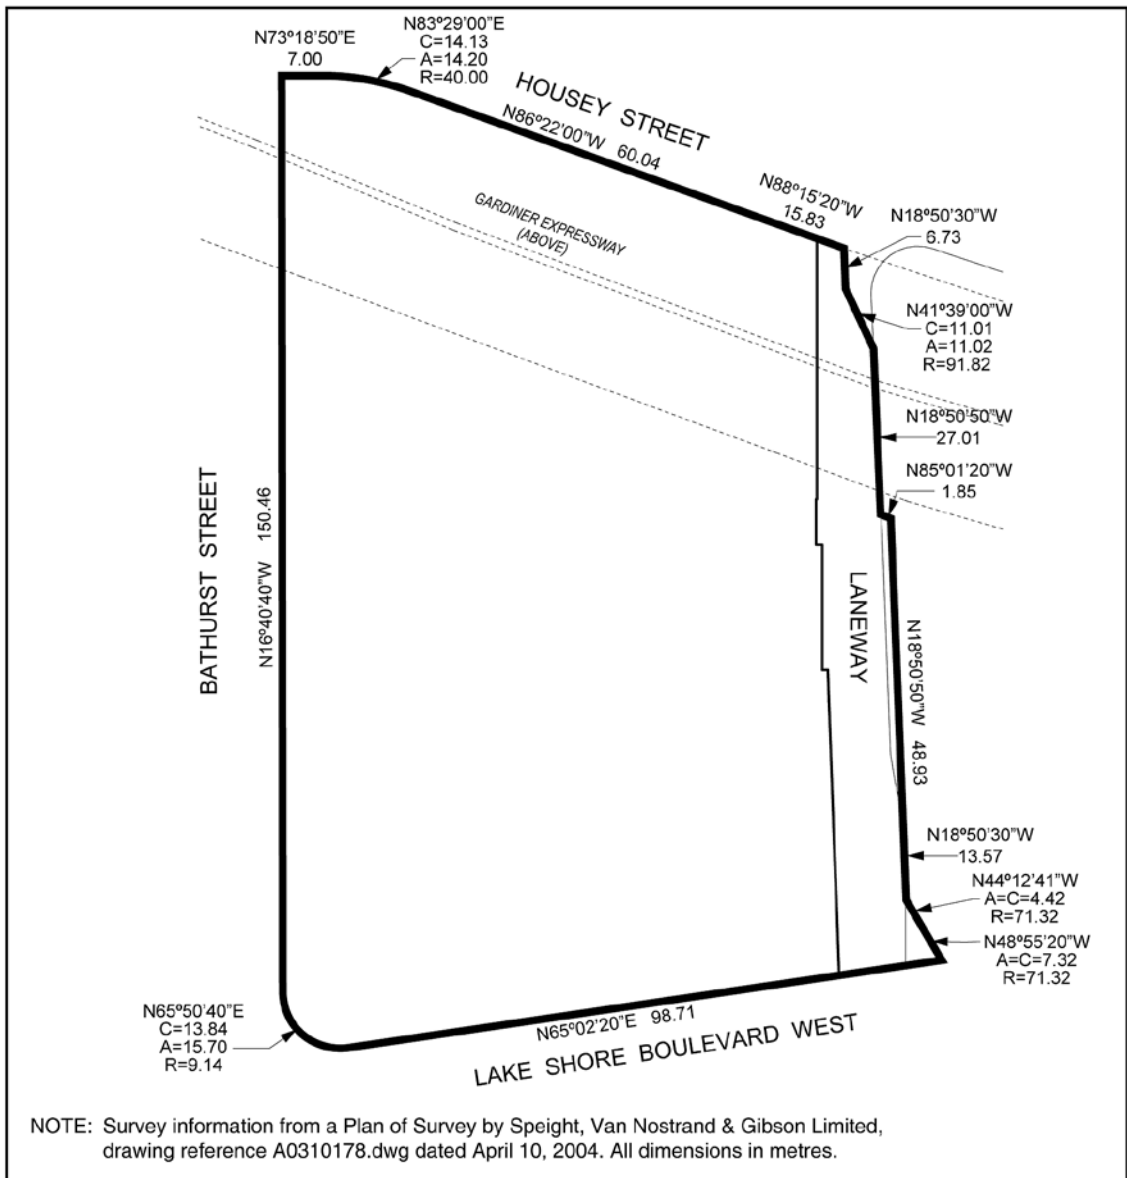 N73º18'50"E
7.00
N83º29'00"E
C=14.13
A=14.20
R=40.00
HOUSEY STREET
N86º22'00"W 60.04
N88º15'20"W
15.83
N18º50'30"W
6.73
GARDINER EXPRESSWAY
(ABOVE)
N41º39'00"W
C=11.01
A=11.02
R=91.82
N18º50'50"W
27.01
N85º01'20"W
1.85
BATHURST STREET
N16º40'40"W 150.46
LANEWAY
N18º50'50"W 48.93
N18º50'30"W
13.57
N44º12'41"W
A=C=4.42
R=71.32
N48º55'20"W
A=C=7.32
R=71.32
N65º50'40"E
C=13.84
A=15.70
R=9.14
N65º02'20"E 98.71
LAKE SHORE BOULEVARD WEST
NOTE: Survey information from a Plan of Survey by Speight, Van Nostrand & Gibson Limited,
drawing reference A0310178.dwg dated April 10, 2004. All dimensions in metres.